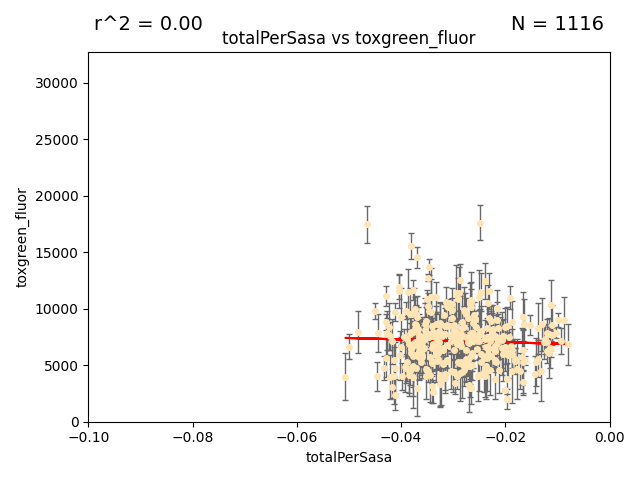 r^2 = 0.00
N = 1116
totalPerSasa vs toxgreen_fluor
30000
25000
20000
15000
10000
5000
0
toxgreen_fluor
−0.10
−0.08
−0.06
−0.04
−0.02
0.00
totalPerSasa